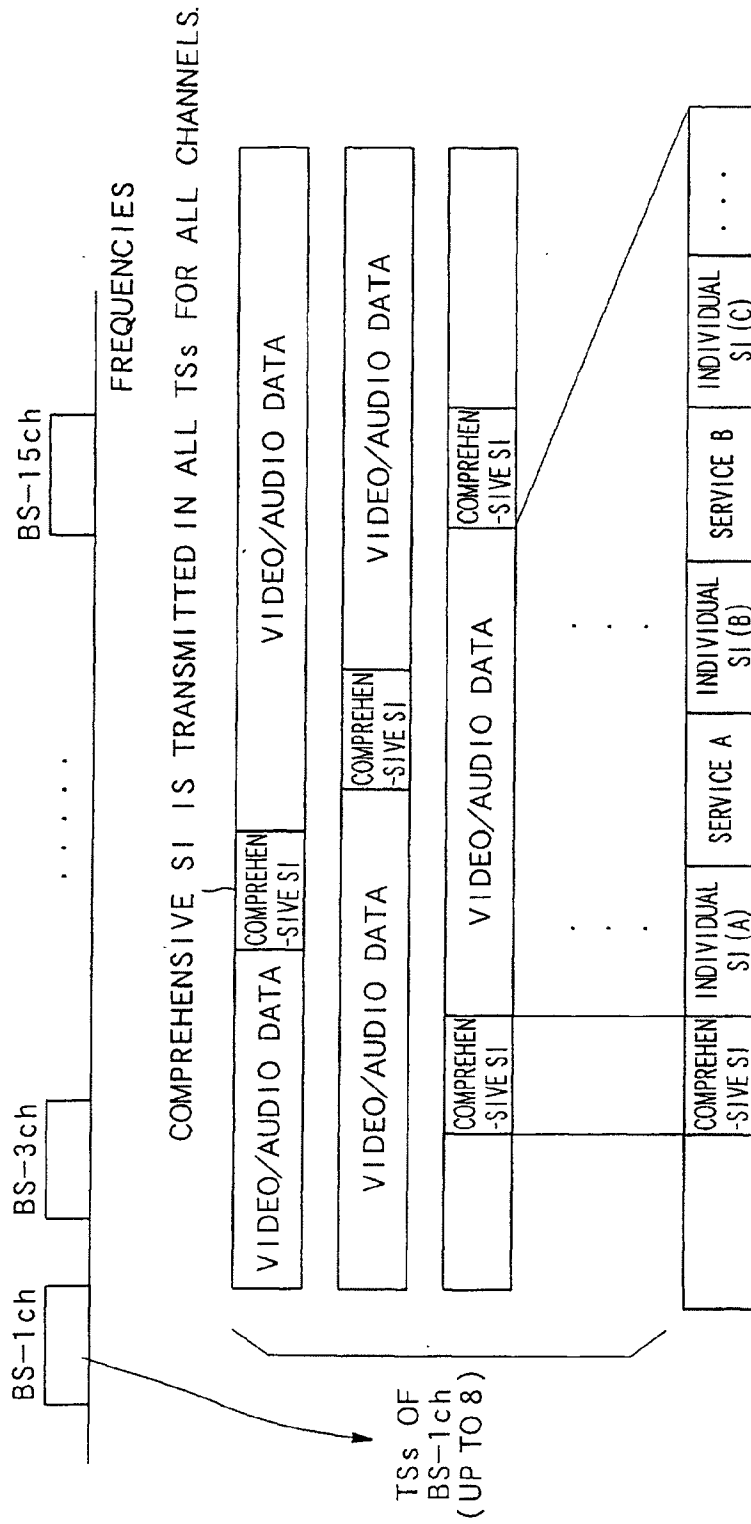 BS-1ch
BS-3ch
. . . . .
BS-15ch
FREQUENCIES
COMPREHENSIVE SI IS TRANSMITTED IN ALL TSs FOR ALL CHANNELS.
TSs OF
BS-1ch
(UP TO 8)
VIDEO/AUDIO DATA
COMPREHEN
-SIVE SI
VIDEO/AUDIO DATA
VIDEO/AUDIO DATA
COMPREHEN
-SIVE SI
VIDEO/AUDIO DATA
COMPREHEN
-SIVE SI
VIDEO/AUDIO DATA
COMPREHEN
-SIVE SI
. . .
. . .
COMPREHEN
-SIVE SI
INDIVIDUAL
SI(A)
SERVICE A
INDIVIDUAL
SI(B)
SERVICE B
INDIVIDUAL
SI(C)
. . .